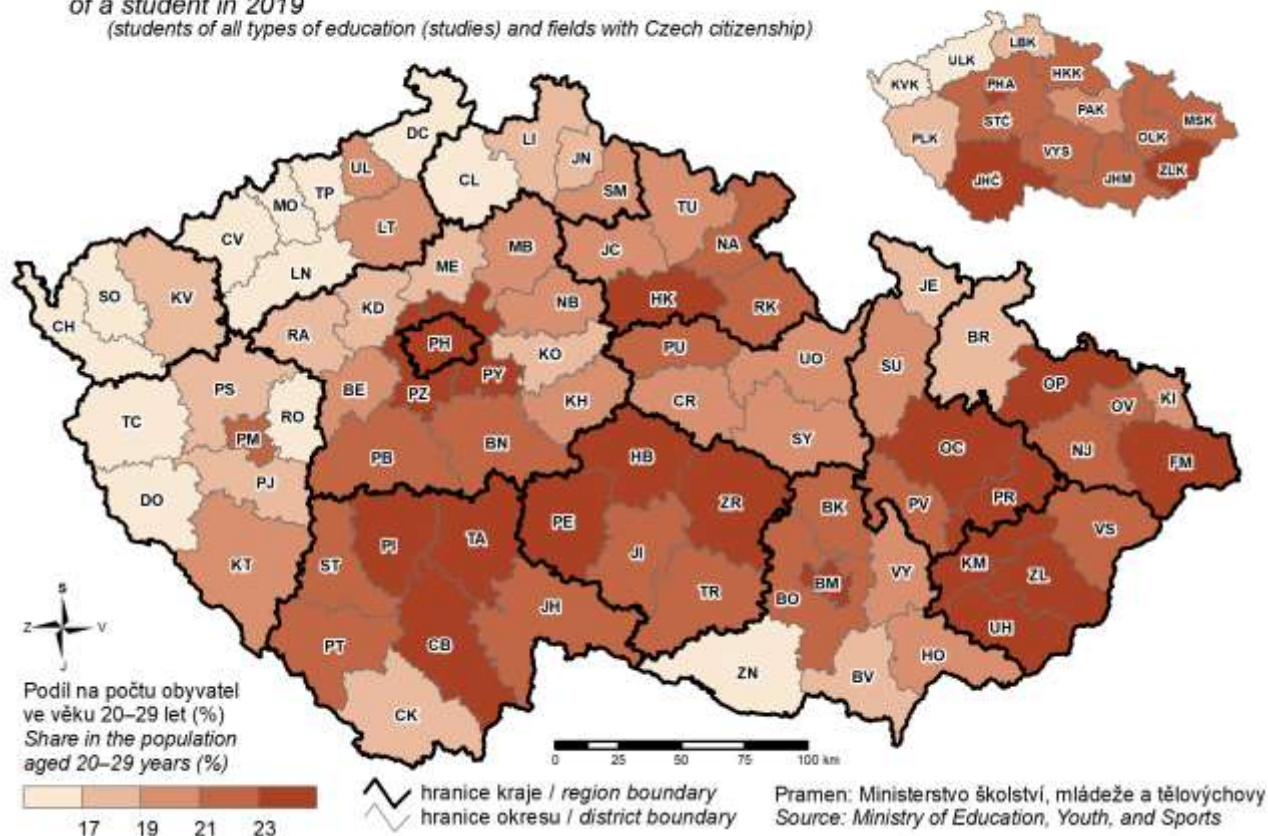 of a student in 2019
(students of all types of education (studies) and fields with Czech citizenship)
LBK
ULK
KVK
PHA
HKK
PAK
STČ
PLK
OLK
MSK
VYS
JHČ
JHM
ZLK
DC
LI
JN
UL
CL
TP
SM
MO
LT
TU
CV
MB
NA
LN
ME
JC
SO
KV
KD
NB
HK
RK
JE
CH
RA
PH
KO
PU
UO
BR
PS
BE
PZ
PY
SU
OP
KI
TC
RO
KH
CR
OV
PM
PB
BN
SY
HB
OC
NJ
FM
PJ
DO
ZR
PR
PE
BK
PV
VS
KT
ST
PI
TA
JI
KM
ZL
VY
BM
TR
BO
JH
UH
PT
CB
HO
ZN
BV
CK
S
Z V
J
Podíl na počtu obyvatel
ve věku 20–29 let (%)
Share in the population
aged 20–29 years (%)
17 19 21 23
0 25 50 75 100 km
hranice kraje / region boundary
hranice okresu / district boundary
Pramen: Ministerstvo školství, mládeže a tělovýchovy
Source: Ministry of Education, Youth, and Sports